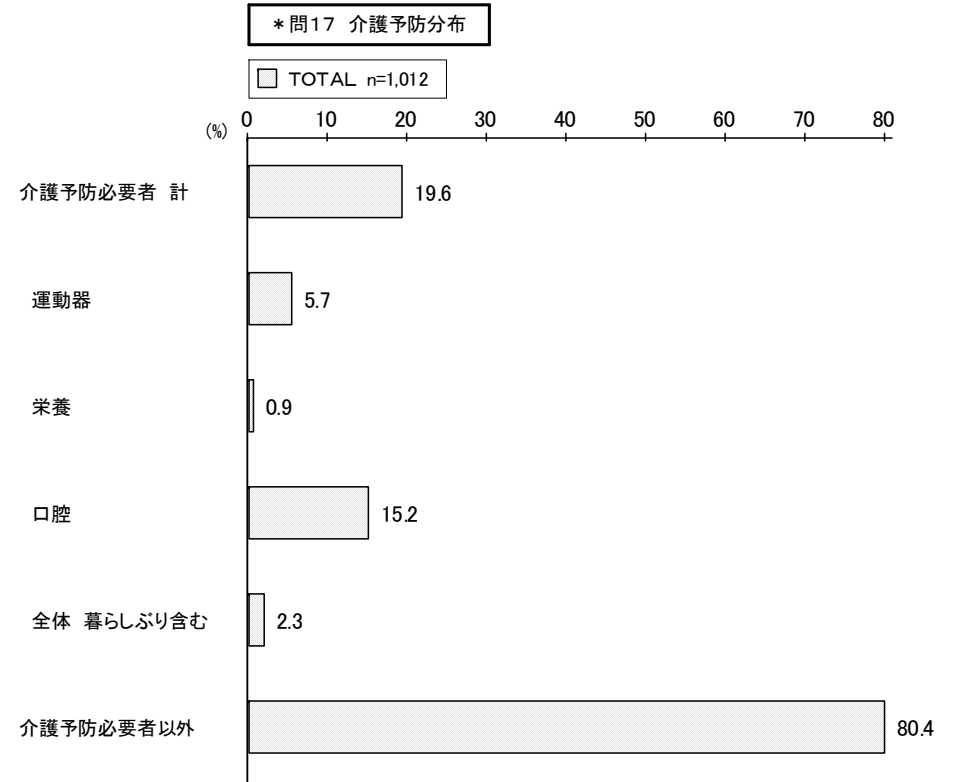 ＊問１７ 介護予防分布
ＴＯＴＡＬ n=1,012
(%) 0 10 20 30 40 50 60 70 80
介護予防必要者 計 19.6
運動器 5.7
栄養 0.9
口腔 15.2
全体 暮らしぶり含む 2.3
介護予防必要者以外 80.4